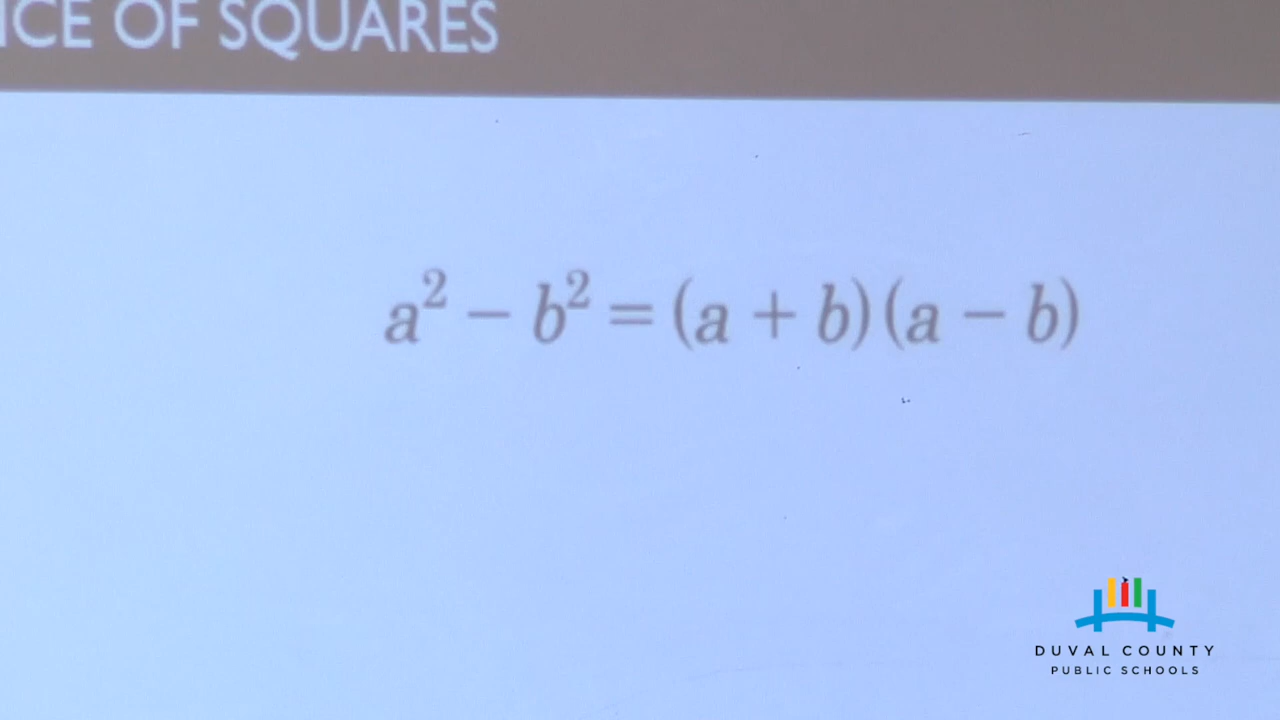 ICE OF SQUARES
a² − b² = (a + b)(a − b)
DUVAL COUNTY
PUBLIC SCHOOLS